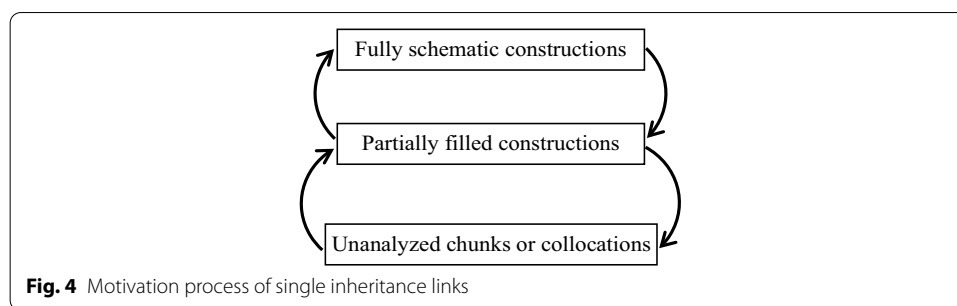 Fully schematic constructions
Partially filled constructions
Unanalyzed chunks or collocations
Fig. 4 Motivation process of single inheritance links